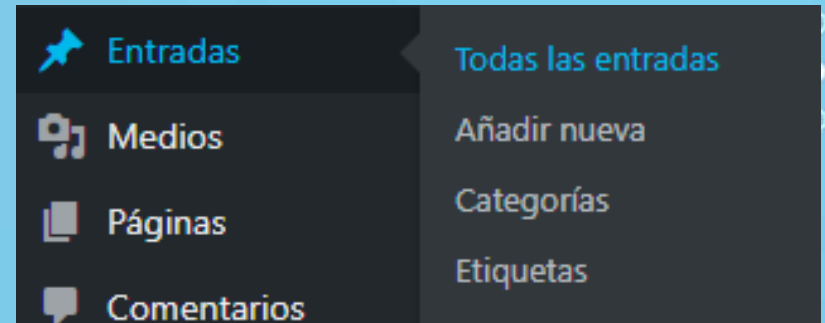 Entradas
Medios
Páginas
Comentarios
Todas las entradas
Añadir nueva
Categorías
Etiquetas